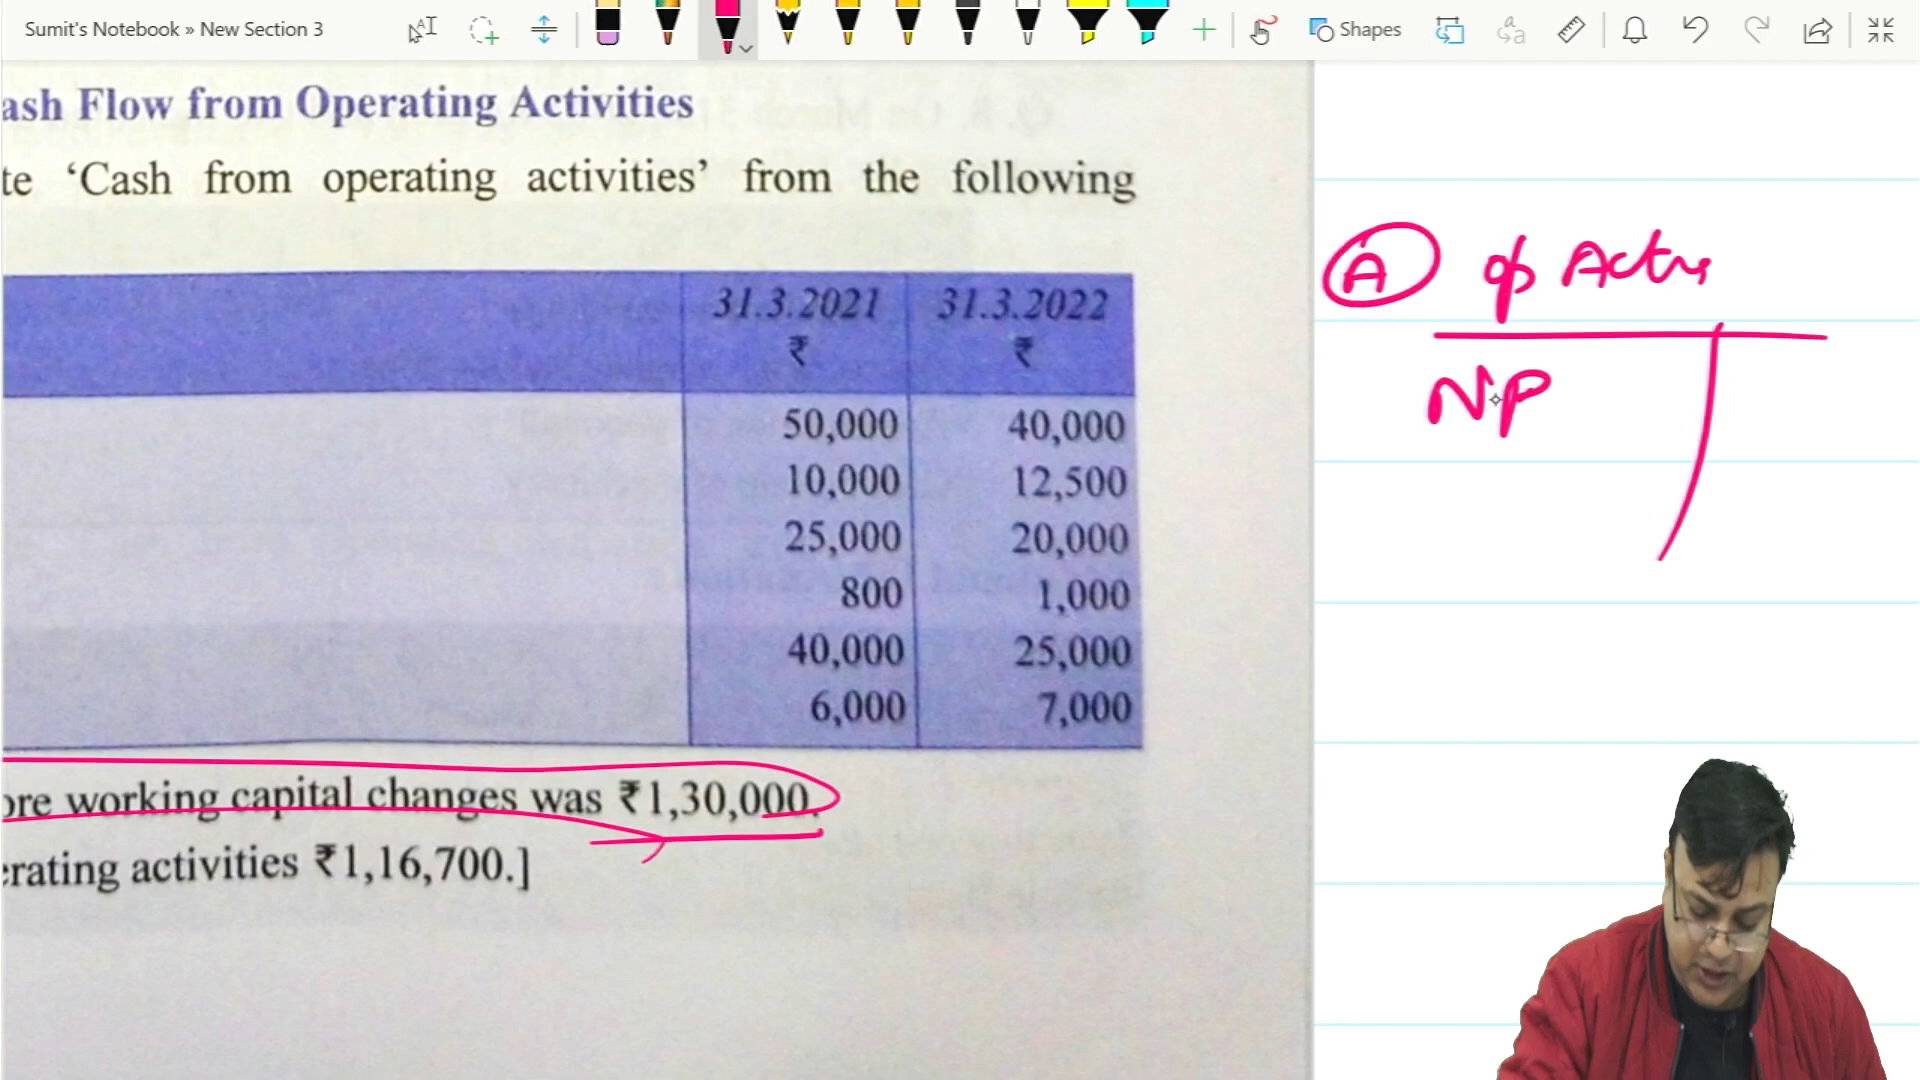 Sumit's Notebook » New Section 3
Shapes
ash Flow from Operating Activities
te ‘Cash from operating activities’ from the following
31.3.2021 31.3.2022
₹ ₹
50,000 40,000
10,000 12,500
25,000 20,000
800 1,000
40,000 25,000
6,000 7,000
ore working capital changes was ₹1,30,000.
erating activities ₹1,16,700.]
A
NP